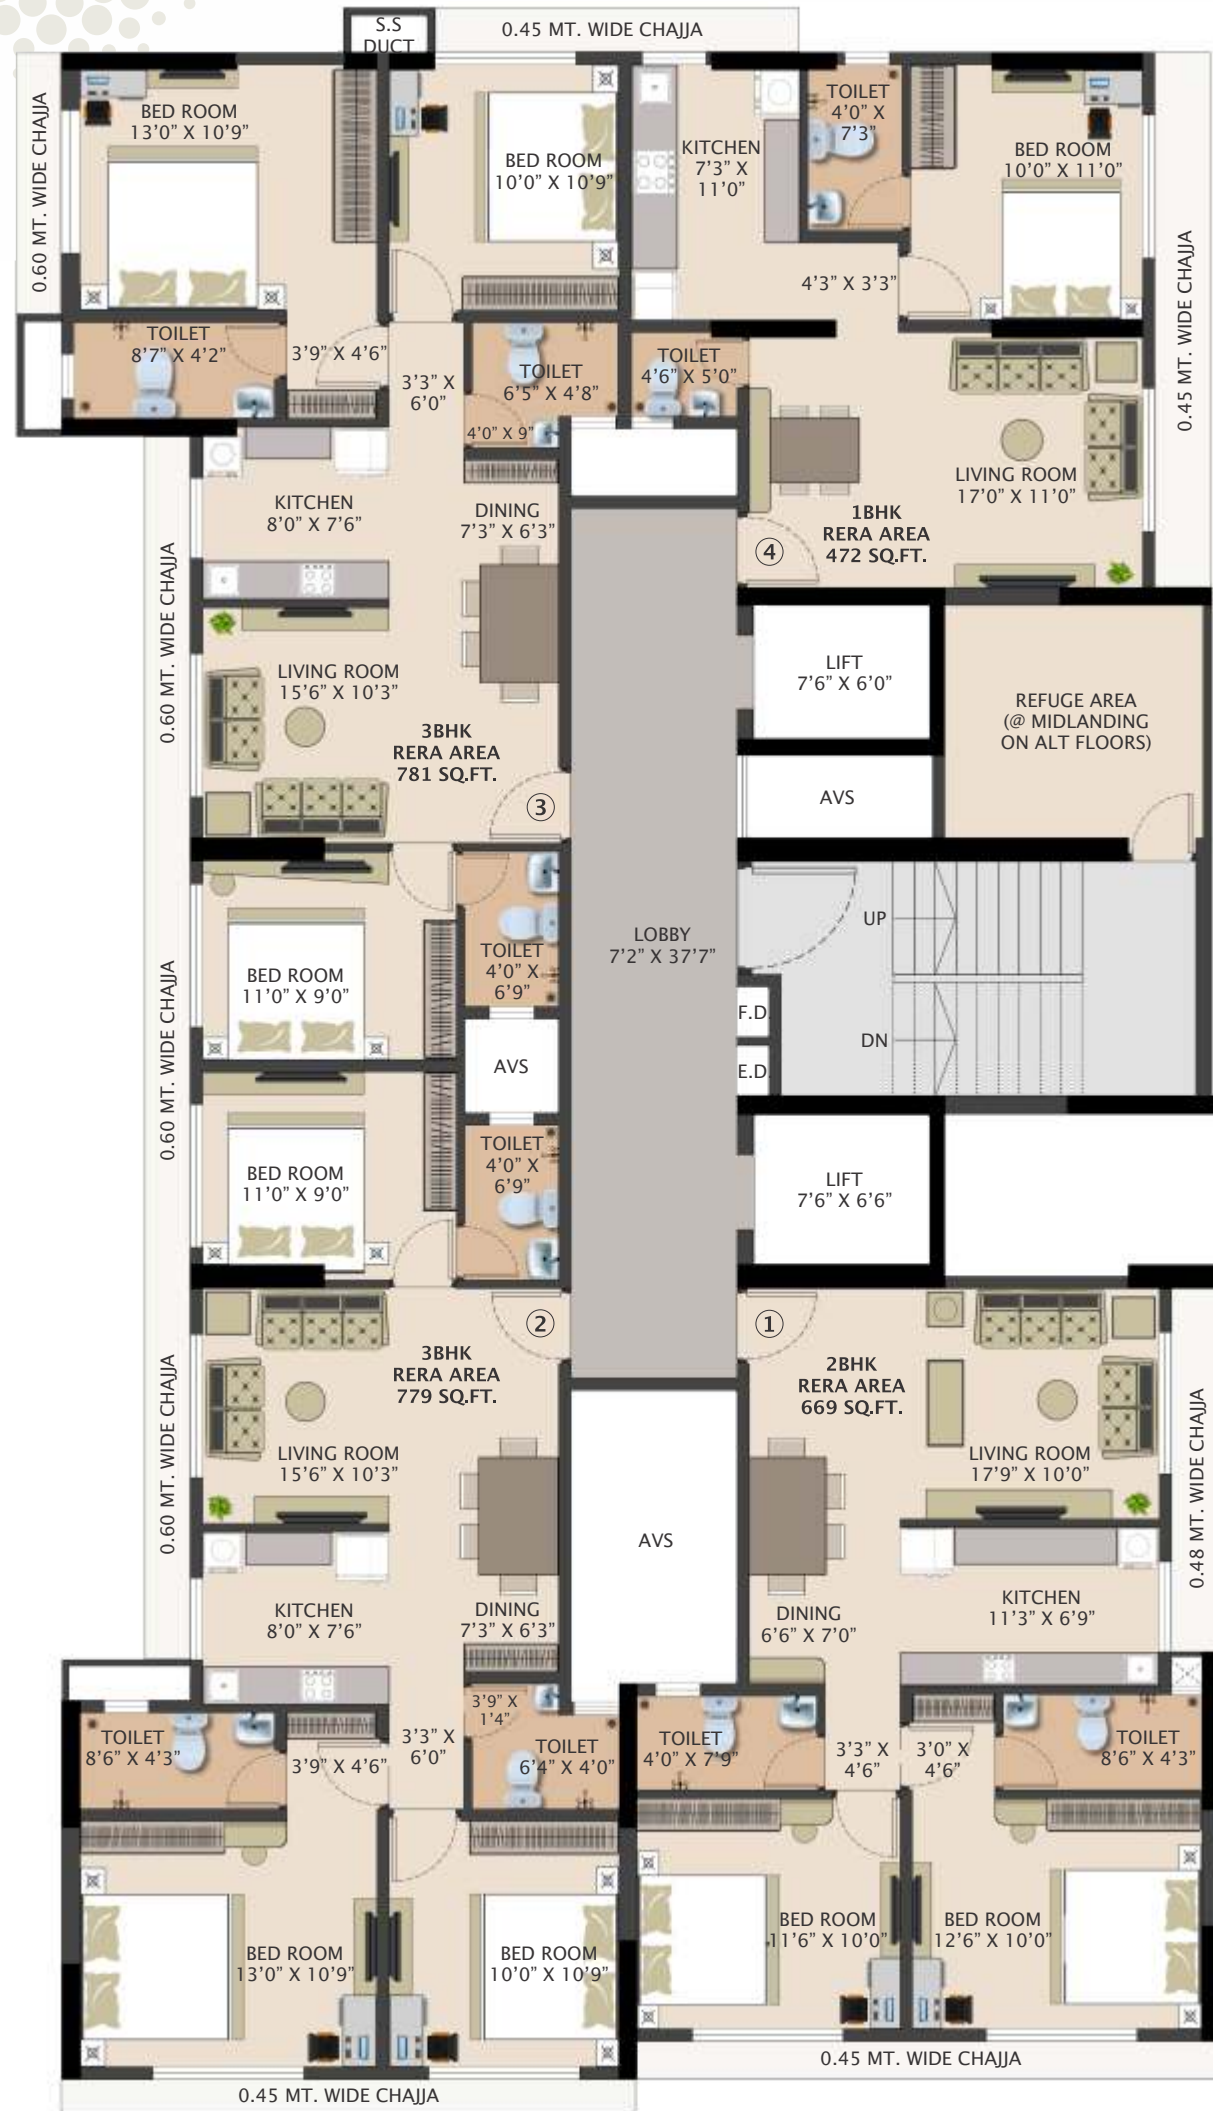 S.S
DUCT
0.45 MT. WIDE CHAJJA
0.60 MT. WIDE CHAJJA
BED ROOM
13'0" X 10'9"
BED ROOM
10'0" X 10'9"
KITCHEN
7'3" X
11'0"
TOILET
4'0" X
7'3"
BED ROOM
10'0" X 11'0"
0.45 MT. WIDE CHAJJA
4'3" X 3'3"
TOILET
8'7" X 4'2"
3'9" X 4'6"
3'3" X
6'0"
TOILET
6'5" X 4'8"
4'0" X 9"
TOILET
4'6" X 5'0"
LIVING ROOM
17'0" X 11'0"
1BHK
RERA AREA
472 SQ.FT.
④
KITCHEN
8'0" X 7'6"
DINING
7'3" X 6'3"
0.60 MT. WIDE CHAJJA
LIVING ROOM
15'6" X 10'3"
3BHK
RERA AREA
781 SQ.FT.
③
LIFT
7'6" X 6'0"
REFUGE AREA
(@ MIDLANDING
ON ALT FLOORS)
AVS
LOBBY
7'2" X 37'7"
UP
DN
F.D.
E.D.
0.60 MT. WIDE CHAJJA
BED ROOM
11'0" X 9'0"
TOILET
4'0" X
6'9"
AVS
BED ROOM
11'0" X 9'0"
TOILET
4'0" X
6'9"
LIFT
7'6" X 6'6"
②
3BHK
RERA AREA
779 SQ.FT.
0.60 MT. WIDE CHAJJA
LIVING ROOM
15'6" X 10'3"
①
2BHK
RERA AREA
669 SQ.FT.
LIVING ROOM
17'9" X 10'0"
0.48 MT. WIDE CHAJJA
AVS
KITCHEN
8'0" X 7'6"
DINING
7'3" X 6'3"
DINING
6'6" X 7'0"
KITCHEN
11'3" X 6'9"
TOILET
8'6" X 4'3"
3'9" X 4'6"
3'3" X
6'0"
3'9" X
1'4"
TOILET
6'4" X 4'0"
TOILET
4'0" X 7'9"
3'3" X
4'6"
3'0" X
4'6"
TOILET
8'6" X 4'3"
BED ROOM
13'0" X 10'9"
BED ROOM
10'0" X 10'9"
BED ROOM
11'6" X 10'0"
BED ROOM
12'6" X 10'0"
0.45 MT. WIDE CHAJJA
0.45 MT. WIDE CHAJJA